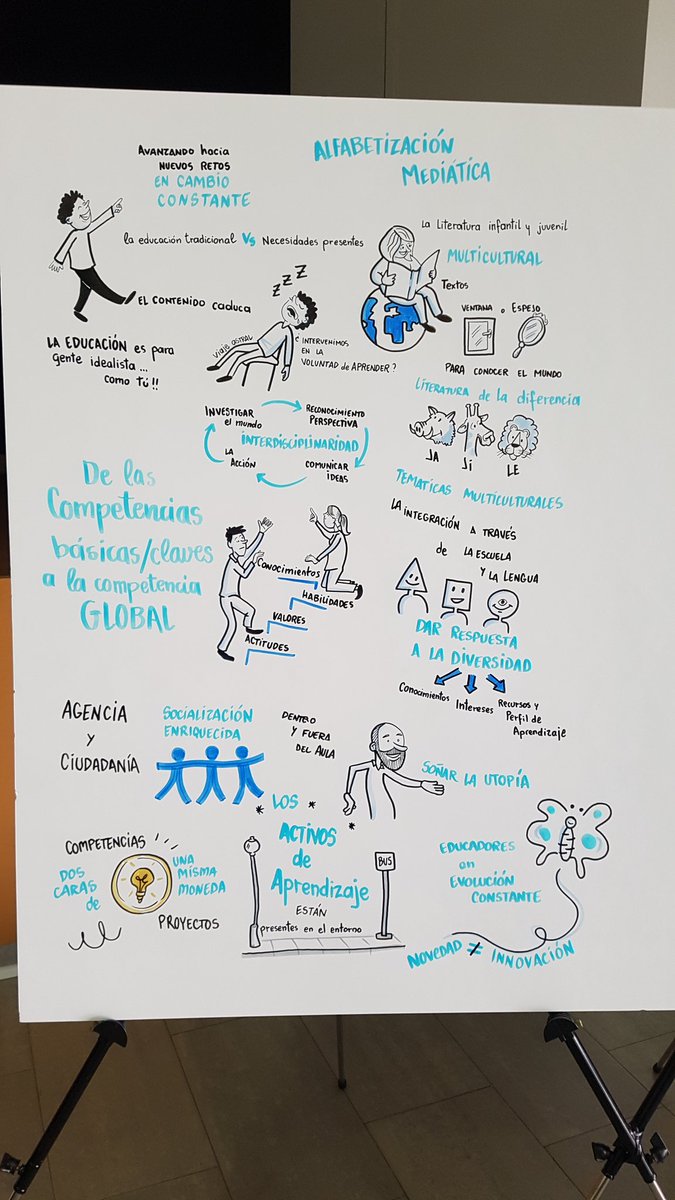 AVANZANDO hacia
NUEVOS RETOS
EN CAMBIO
CONSTANTE
la educación tradicional VS Necesidades presentes
EL CONTENIDO caduca
zzz
VIAJE ASTRAL
¿INTERVENIMOS
EN LA
VOLUNTAD de APRENDER?
LA EDUCACIÓN es para
gente idealista...
como tú!!
ALFABETIZACIÓN
MEDIÁTICA
La Literatura infantil y juvenil
MULTICULTURAL
Textos
VENTANA o ESPEJO
PARA CONOCER EL MUNDO
LITERATURA de la diferencia
JA JI LE
TEMÁTICAS MULTICULTURALES
LA INTEGRACIÓN A TRAVÉS
de LA ESCUELA
Y LA LENGUA
DAR RESPUESTA
A LA DIVERSIDAD
Conocimientos Intereses Recursos y
Perfil de
Aprendizaje
INVESTIGAR
el mundo
RECONOCIMIENTO
PERSPECTIVA
INTERDISCIPLINARIDAD
LA
ACCIÓN
COMUNICAR
IDEAS
De las
Competencias
básicas/claves
a la competencia
GLOBAL
CONOCIMIENTOS
HABILIDADES
VALORES
ACTITUDES
AGENCIA
Y
CIUDADANÍA
SOCIALIZACIÓN
ENRIQUECIDA
DENTRO
Y FUERA
DEL AULA
SOÑAR LA UTOPÍA
COMPETENCIAS
DOS
CARAS
de
UNA
MISMA
MONEDA
PROYECTOS
* LOS *
ACTIVOS *
de
Aprendizaje
ESTÁN
presentes en el entorno
BUS
EDUCADORES
en
EVOLUCIÓN
CONSTANTE
NOVEDAD ≠ INNOVACIÓN